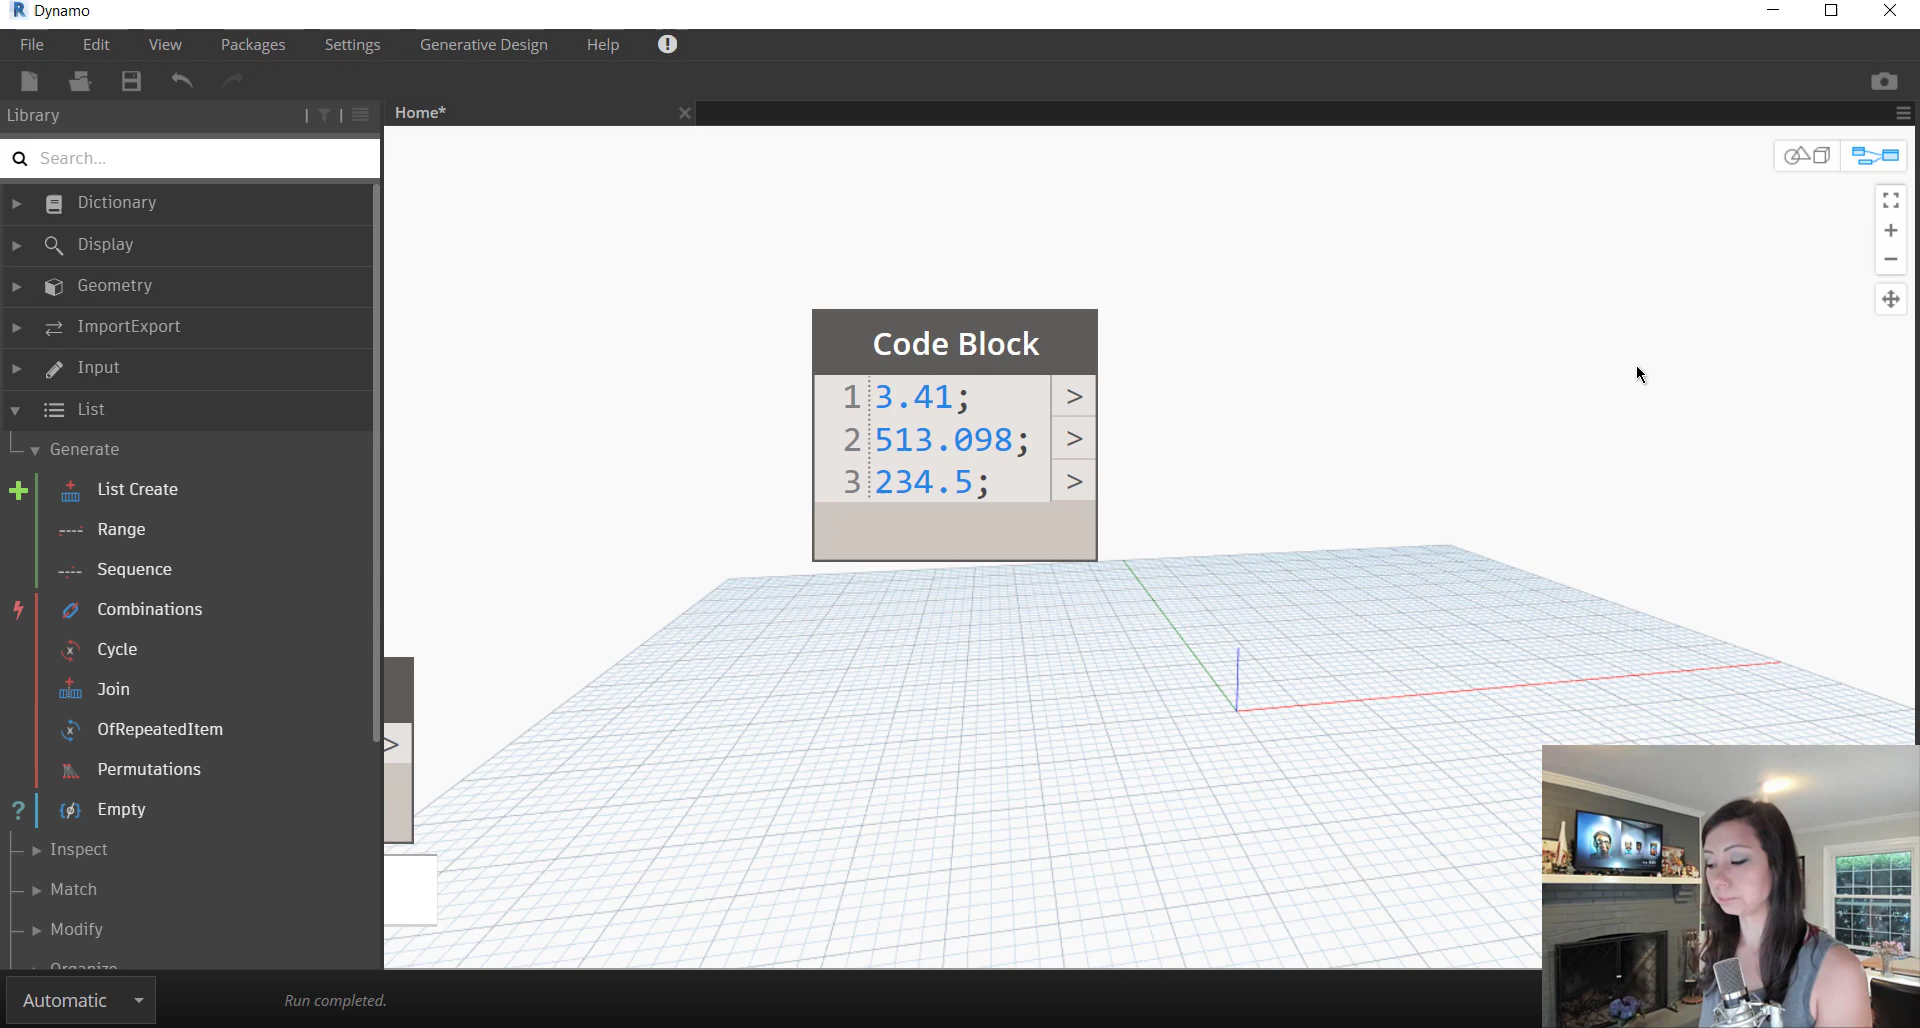 R Dynamo
File Edit View Packages Settings Generative Design Help !
Library
Home*
Search...
Dictionary
Display
Geometry
ImportExport
Input
List
Generate
List Create
Range
Sequence
Combinations
Cycle
Join
OfRepeatedItem
Permutations
? Empty
Inspect
Match
Modify
Organize
Code Block
1 3.41; >
2 513.098; >
3 234.5; >
>
Automatic
Run completed.